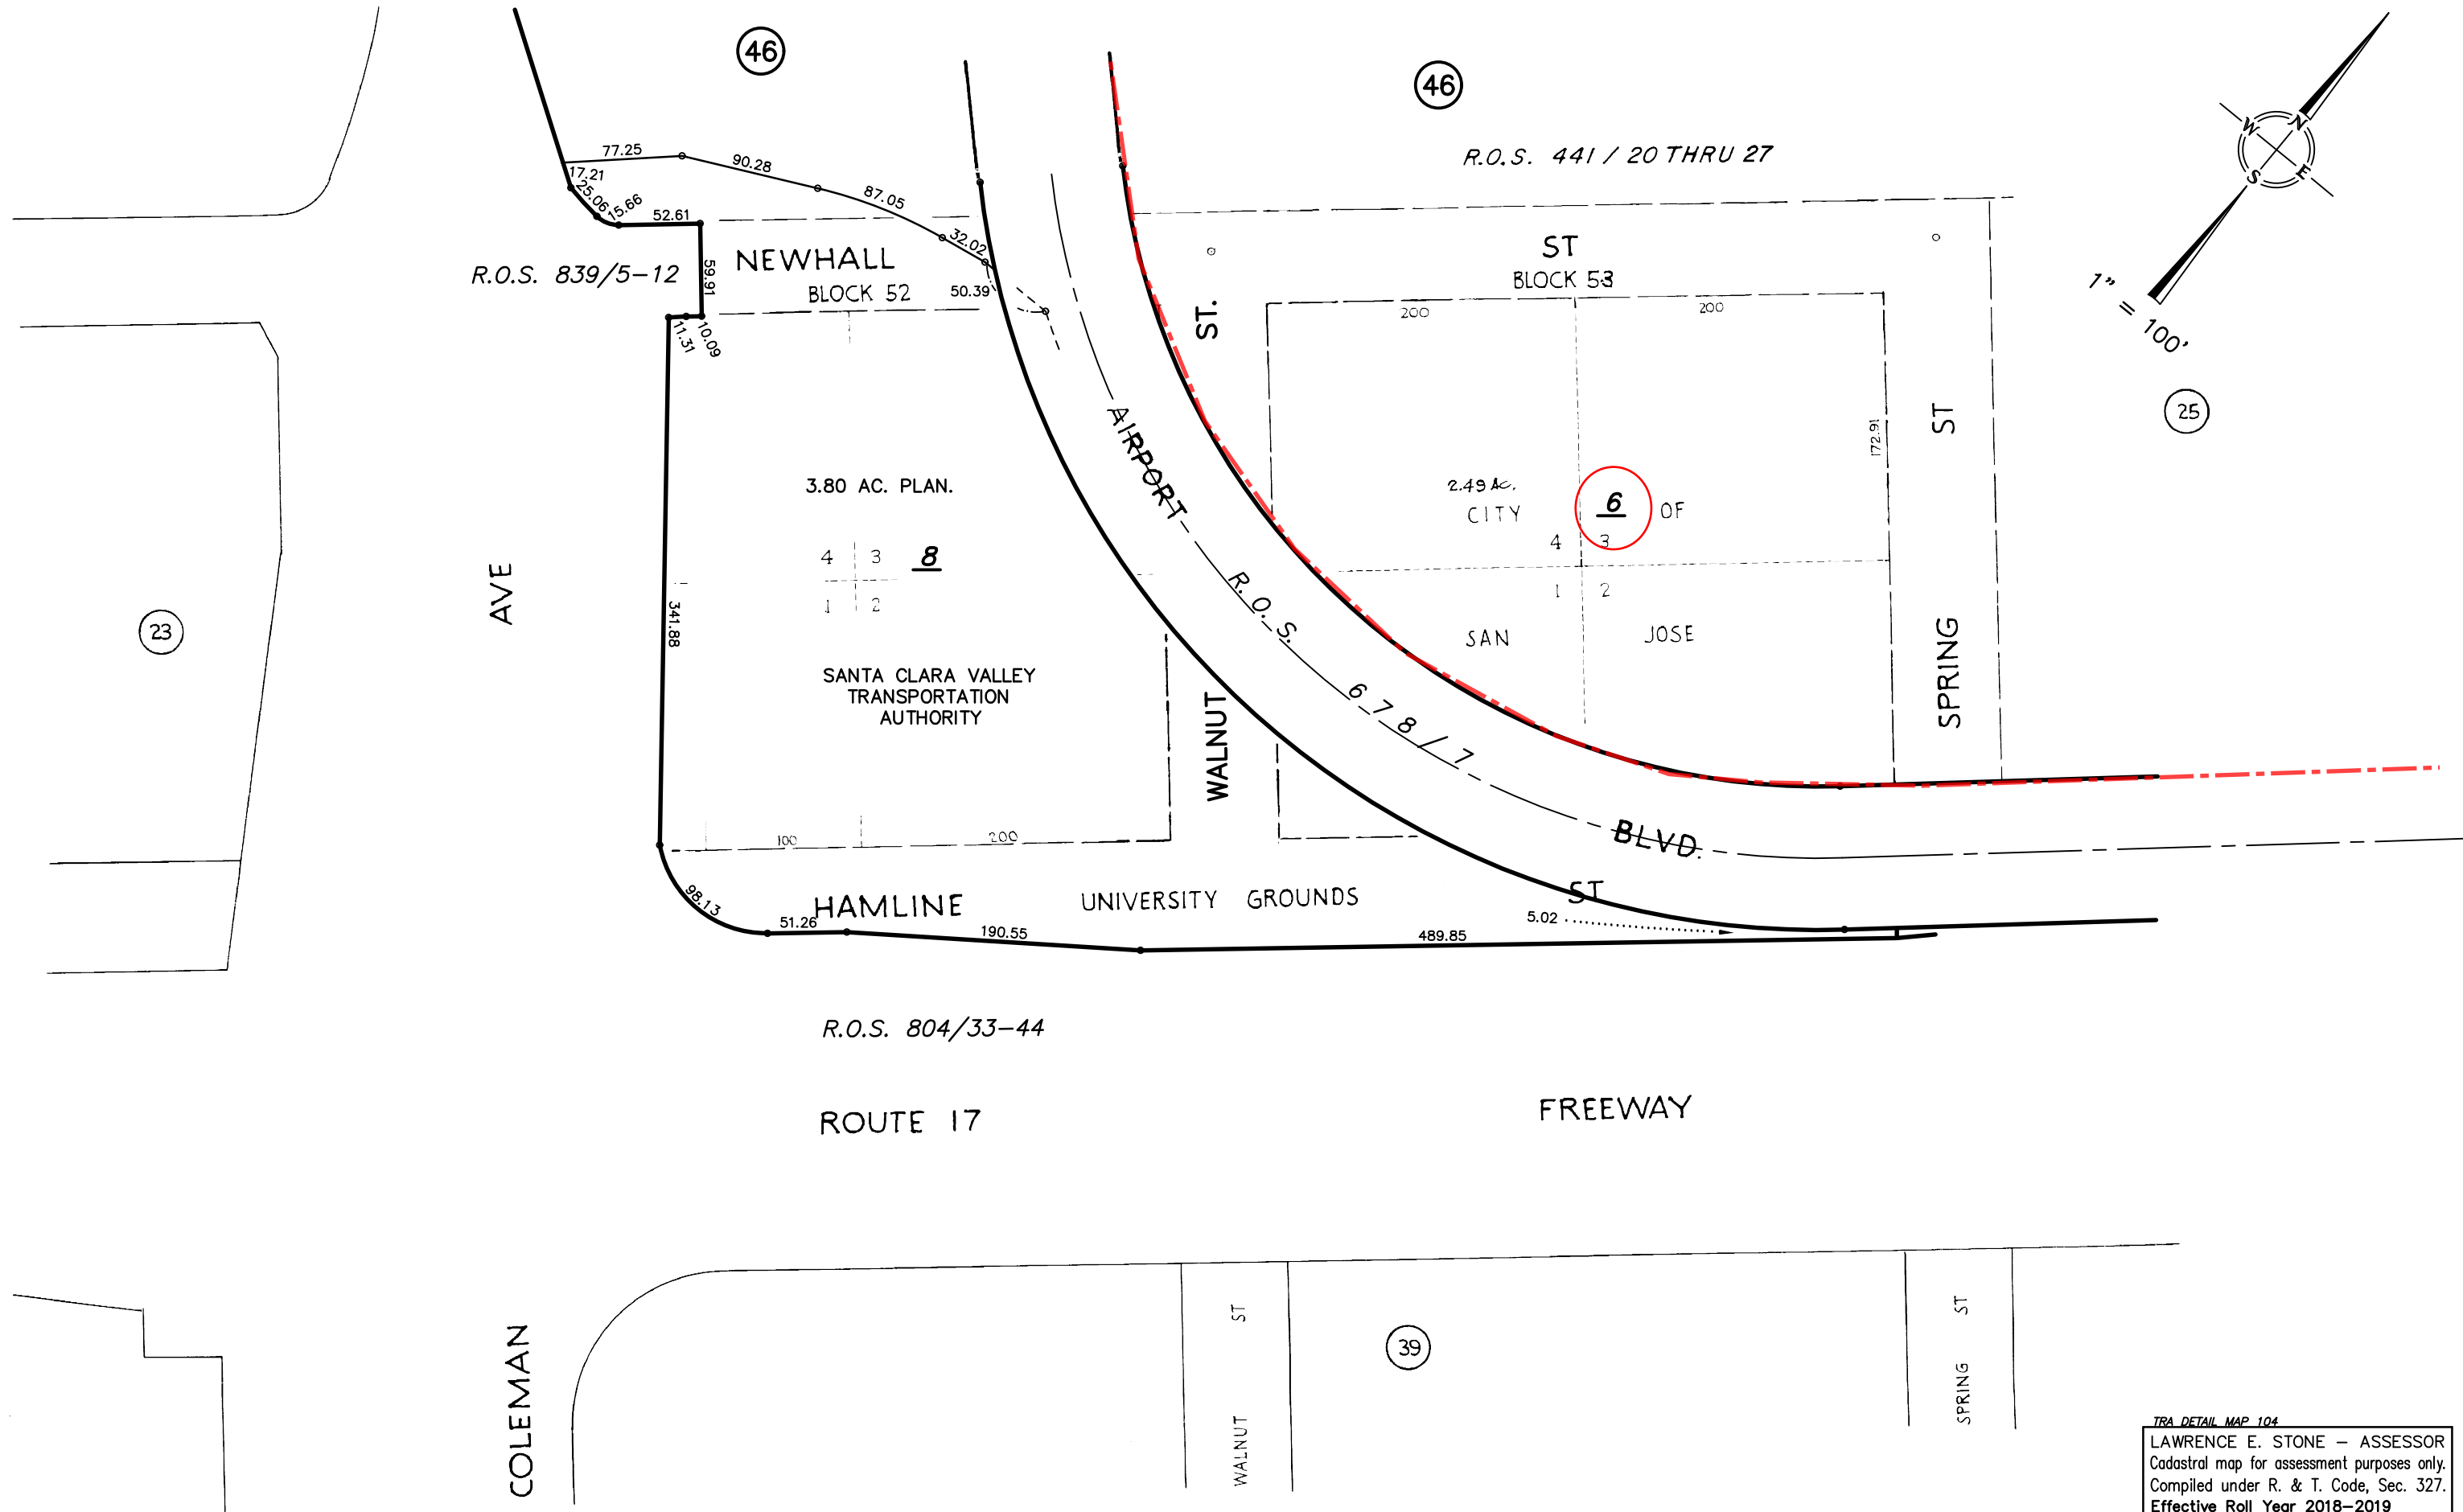 46
46
R.O.S. 441 / 20 THRU 27
W
N
S
E
1" = 100'
77.25
90.28
17.21
25.06
15.66
52.61
87.05
32.02
R.O.S. 839/5-12
59.91
NEWHALL
ST
BLOCK 52
50.39
BLOCK 53
11.31
10.09
ST.
200
200
25
AIRPORT
172.91
ST
3.80 AC. PLAN.
2.49 AC.
6
CITY
OF
4
3
8
4
3
1
2
1
2
AVE
23
341.88
R. O. S.
SAN
JOSE
SANTA CLARA VALLEY
TRANSPORTATION
AUTHORITY
678/7
WALNUT
SPRING
100
200
BLVD.
98.13
HAMLINE
UNIVERSITY GROUNDS
ST
51.26
190.55
5.02
489.85
R.O.S. 804/33-44
ROUTE 17
FREEWAY
COLEMAN
WALNUT ST
39
SPRING ST
TRA DETAIL MAP 104
LAWRENCE E. STONE - ASSESSOR
Cadastral map for assessment purposes only.
Compiled under R. & T. Code, Sec. 327.
Effective Roll Year 2018-2019